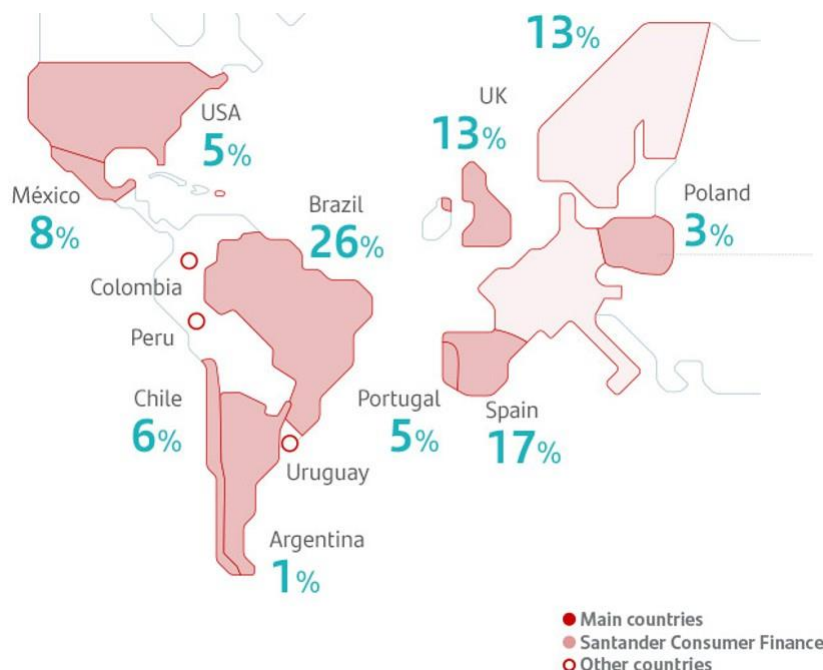 13%
UK
13%
USA
5%
México
8%
Brazil
26%
Poland
3%
Colombia
Peru
Chile
6%
Portugal
5%
Spain
17%
Uruguay
Argentina
1%
Main countries
Santander Consumer Finance
Other countries